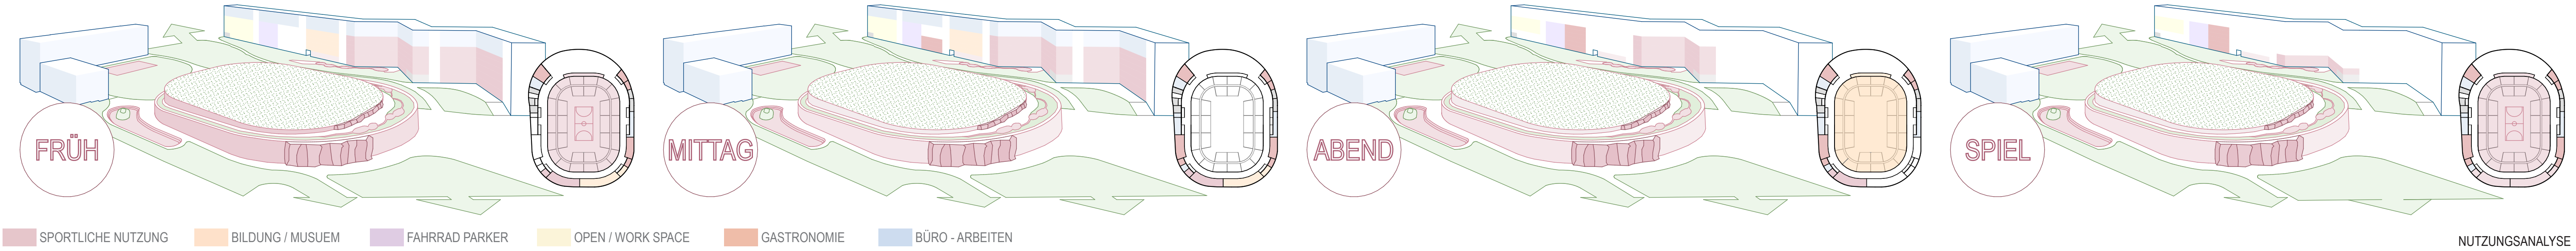 FRÜH
MITTAG
ABEND
SPIEL
SPORTLICHE NUTZUNG
BILDUNG / MUSUEM
FAHRRAD PARKER
OPEN / WORK SPACE
GASTRONOMIE
BÜRO - ARBEITEN
NUTZUNGSANALYSE